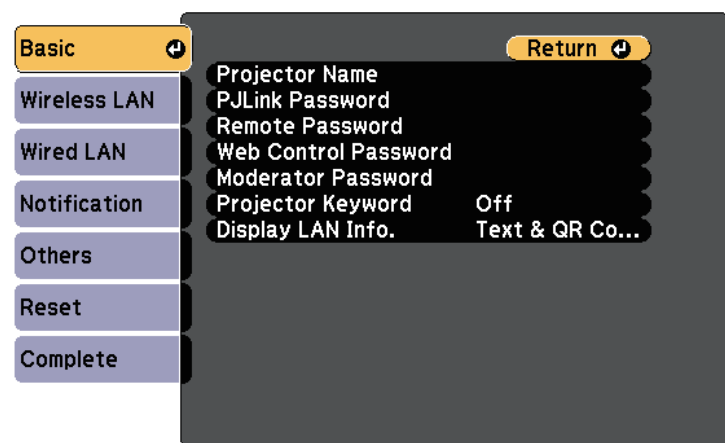 Basic
Wireless LAN
Wired LAN
Notification
Others
Reset
Complete
Return
Projector Name
PJLink Password
Remote Password
Web Control Password
Moderator Password
Projector Keyword Off
Display LAN Info. Text & QR Co...